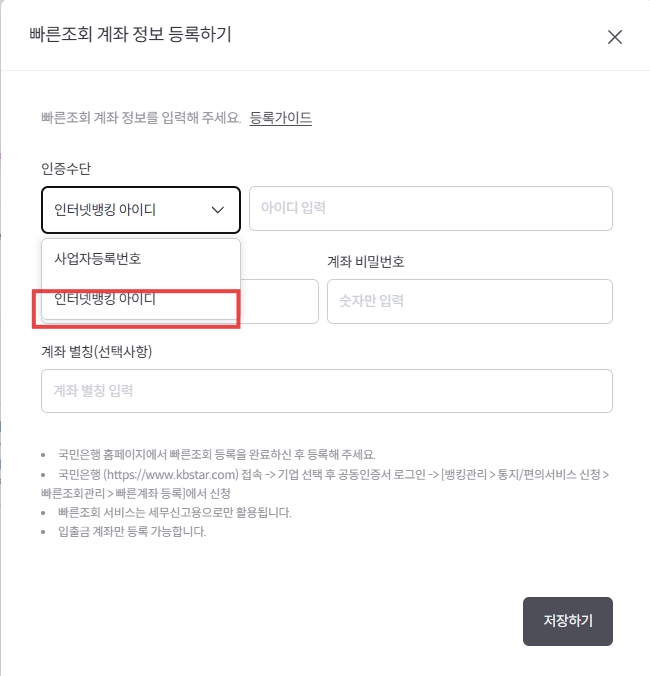 빠른조회 계좌 정보 등록하기
빠른조회 계좌 정보를 입력해 주세요. 등록가이드
인증수단
인터넷뱅킹 아이디
아이디 입력
사업자등록번호
인터넷뱅킹 아이디
계좌 비밀번호
숫자만 입력
계좌 별칭(선택사항)
계좌 별칭 입력
• 국민은행 홈페이지에서 빠른조회 등록을 완료하신 후 등록해 주세요.
• 국민은행 (https://www.kbstar.com) 접속 -> 기업 선택 후 공동인증서 로그인 -> [뱅킹관리 > 통지/편의서비스 신청 >
빠른조회관리 > 빠른계좌 등록]에서 신청
• 빠른조회 서비스는 세무신고용으로만 활용됩니다.
• 입출금 계좌만 등록 가능합니다.
저장하기